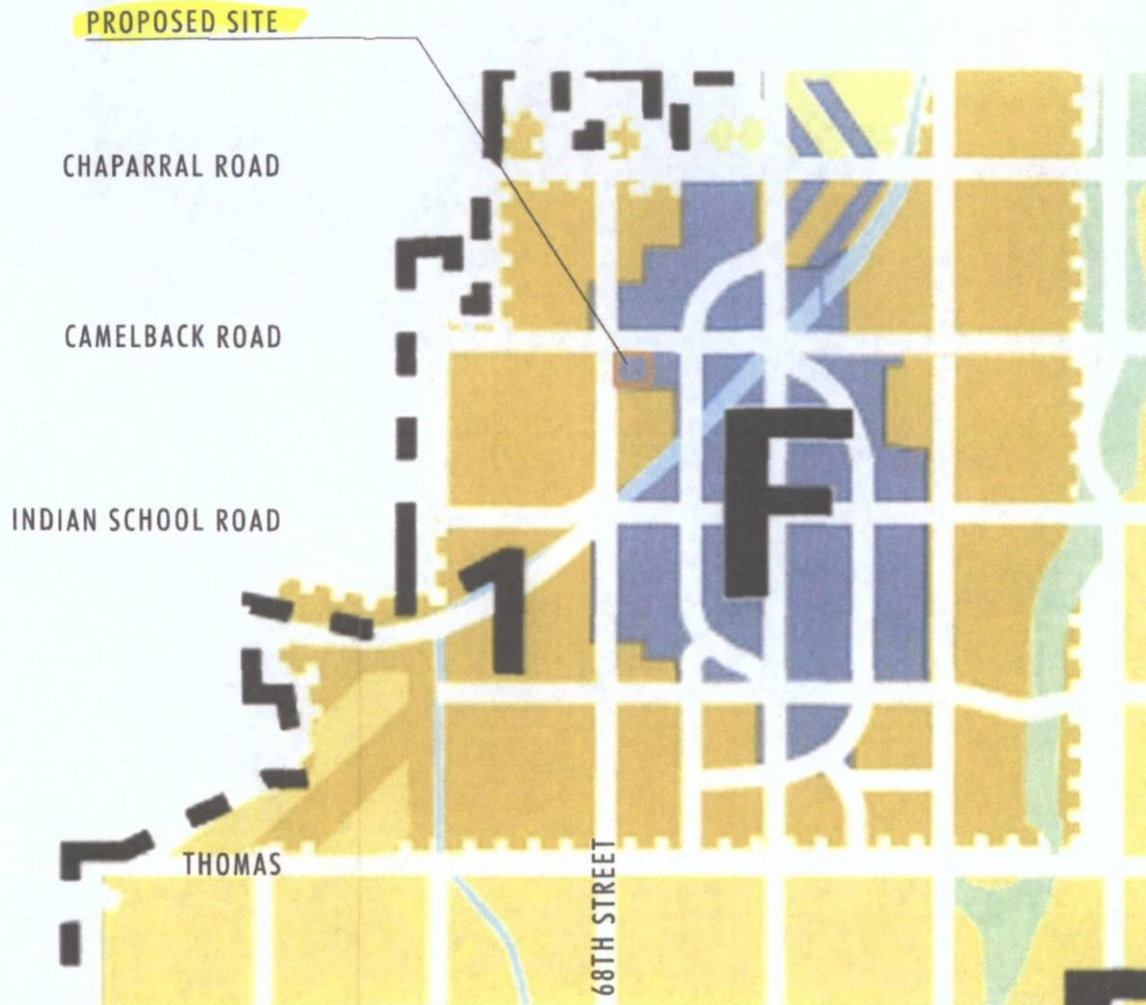 PROPOSED SITE
CHAPARRAL ROAD
CAMELBACK ROAD
F
INDIAN SCHOOL ROAD
1
THOMAS
68TH STREET